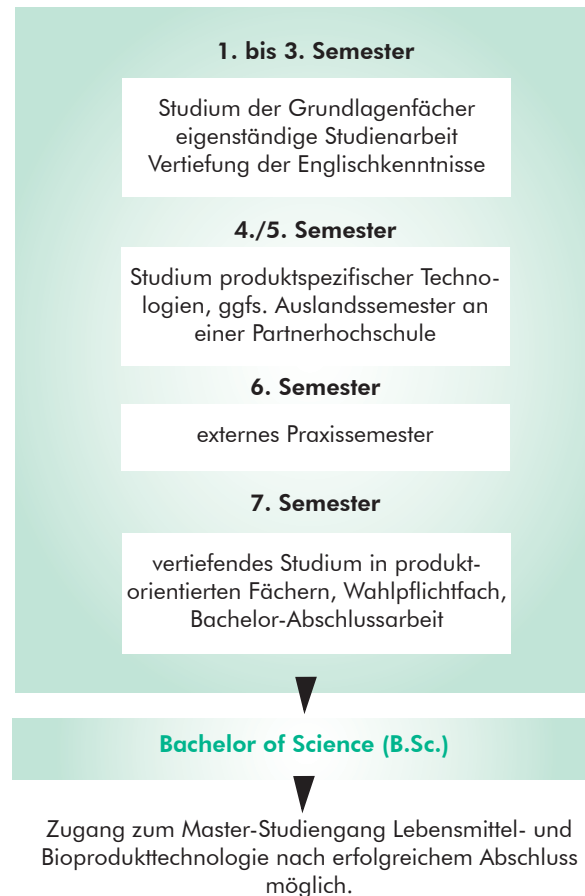 1. bis 3. Semester
Studium der Grundlagenfächer
eigenständige Studienarbeit
Vertiefung der Englischkenntnisse
4./5. Semester
Studium produktspezifischer Techno-
logien, ggfs. Auslandssemester an
einer Partnerhochschule
6. Semester
externes Praxissemester
7. Semester
vertiefendes Studium in produkt-
orientierten Fächern, Wahlpflichtfach,
Bachelor-Abschlussarbeit
Bachelor of Science (B.Sc.)
Zugang zum Master-Studiengang Lebensmittel- und
Bioprodukttechnologie nach erfolgreichem Abschluss
möglich.